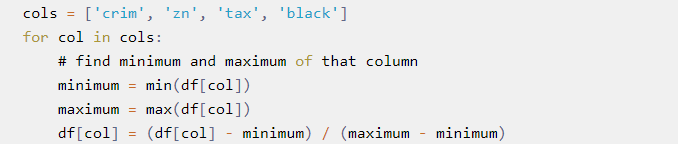 cols = ['crim', 'zn', 'tax', 'black']
for col in cols:
    # find minimum and maximum of that column
    minimum = min(df[col])
    maximum = max(df[col])
    df[col] = (df[col] - minimum) / (maximum - minimum)